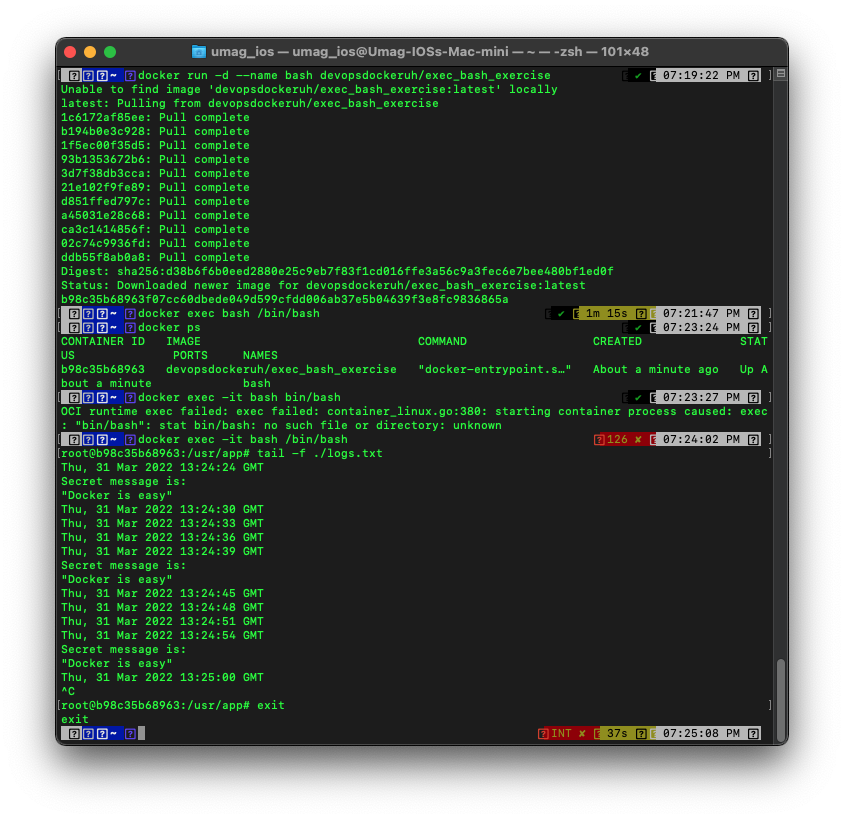 umag_ios — umag_ios@Umag-IOSs-Mac-mini — ~ — -zsh — 101×48
~ docker run -d --name bash devopsdockeruh/exec_bash_exercise ✔ 07:19:22 PM
Unable to find image 'devopsdockeruh/exec_bash_exercise:latest' locally
latest: Pulling from devopsdockeruh/exec_bash_exercise
1c6172af85ee: Pull complete
b194b0e3c928: Pull complete
1f5ec00f35d5: Pull complete
93b1353672b6: Pull complete
3d7f38db3cca: Pull complete
21e102f9fe89: Pull complete
d851ffed797c: Pull complete
a45031e28c68: Pull complete
ca3c1414856f: Pull complete
02c74c9936fd: Pull complete
ddb55f8ab0a8: Pull complete
Digest: sha256:d38b6f6b0eed2880e25c9eb7f83f1cd016ffe3a56c9a3fec6e7bee480bf1ed0f
Status: Downloaded newer image for devopsdockeruh/exec_bash_exercise:latest
b98c35b68963f07cc60dbede049d599cfdd006ab37e5b04639f3e8fc9836865a
~ docker exec bash /bin/bash ✔ 1m 15s 07:21:47 PM
~ docker ps ✔ 07:23:24 PM
CONTAINER ID   IMAGE                               COMMAND                  CREATED              STAT
US              PORTS     NAMES
b98c35b68963   devopsdockeruh/exec_bash_exercise   "docker-entrypoint.s…"   About a minute ago   Up A
bout a minute             bash
~ docker exec -it bash bin/bash ✔ 07:23:27 PM
OCI runtime exec failed: exec failed: container_linux.go:380: starting container process caused: exec
: "bin/bash": stat bin/bash: no such file or directory: unknown
~ docker exec -it bash /bin/bash 126 ✘ 07:24:02 PM
[root@b98c35b68963:/usr/app# tail -f ./logs.txt ]
Thu, 31 Mar 2022 13:24:24 GMT
Secret message is:
"Docker is easy"
Thu, 31 Mar 2022 13:24:30 GMT
Thu, 31 Mar 2022 13:24:33 GMT
Thu, 31 Mar 2022 13:24:36 GMT
Thu, 31 Mar 2022 13:24:39 GMT
Secret message is:
"Docker is easy"
Thu, 31 Mar 2022 13:24:45 GMT
Thu, 31 Mar 2022 13:24:48 GMT
Thu, 31 Mar 2022 13:24:51 GMT
Thu, 31 Mar 2022 13:24:54 GMT
Secret message is:
"Docker is easy"
Thu, 31 Mar 2022 13:25:00 GMT
^C
[root@b98c35b68963:/usr/app# exit ]
exit
~ INT ✘ 37s 07:25:08 PM